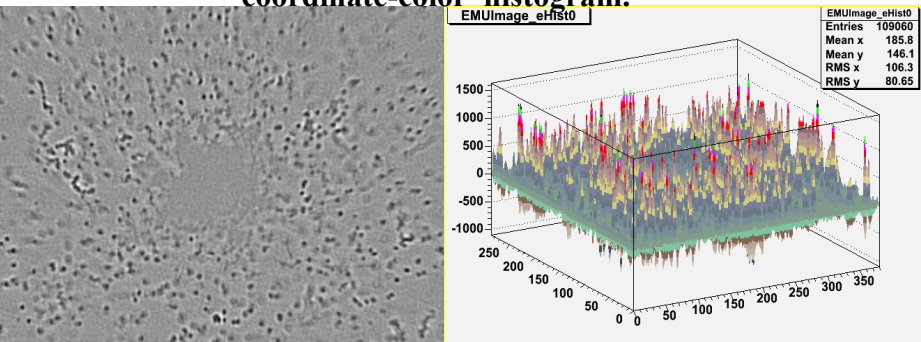 coordinate-color histogram.
EMUImage_eHist0
EMUImage_eHist0
Entries 109060
Mean x 185.8
Mean y 146.1
RMS x 106.3
RMS y 80.65
1500
1000
500
0
-500
-1000
250
200
150
100
50
0
0
50
100
150
200
250
300
350